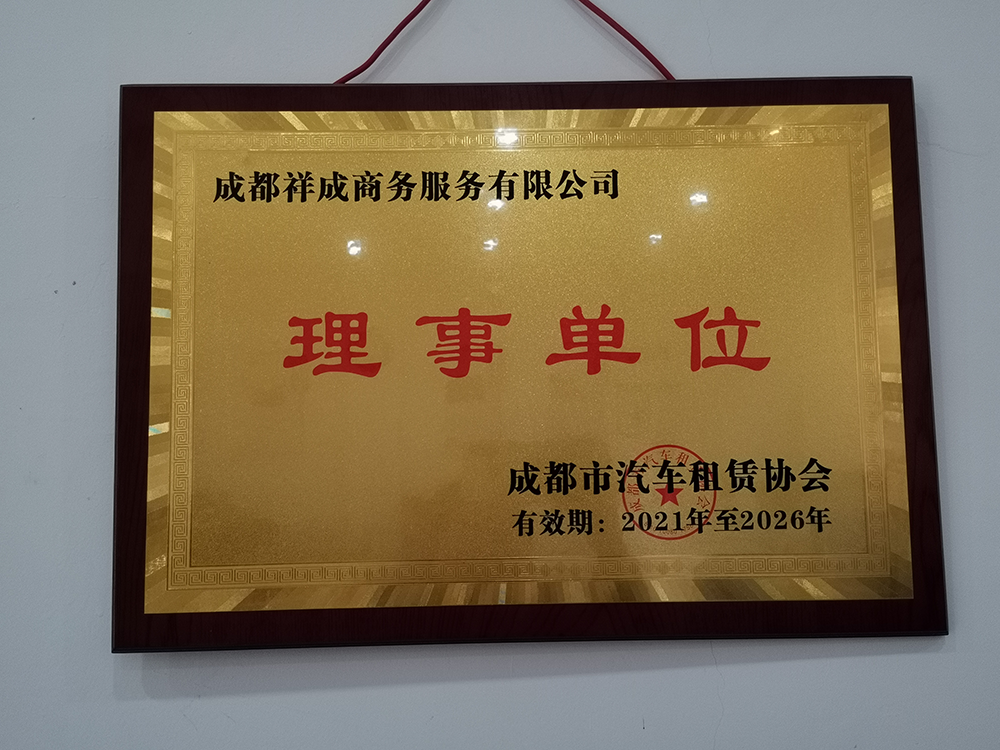 成都祥成商务服务有限公司
理事单位
成都市汽车租赁协会
有效期：2021年至2026年